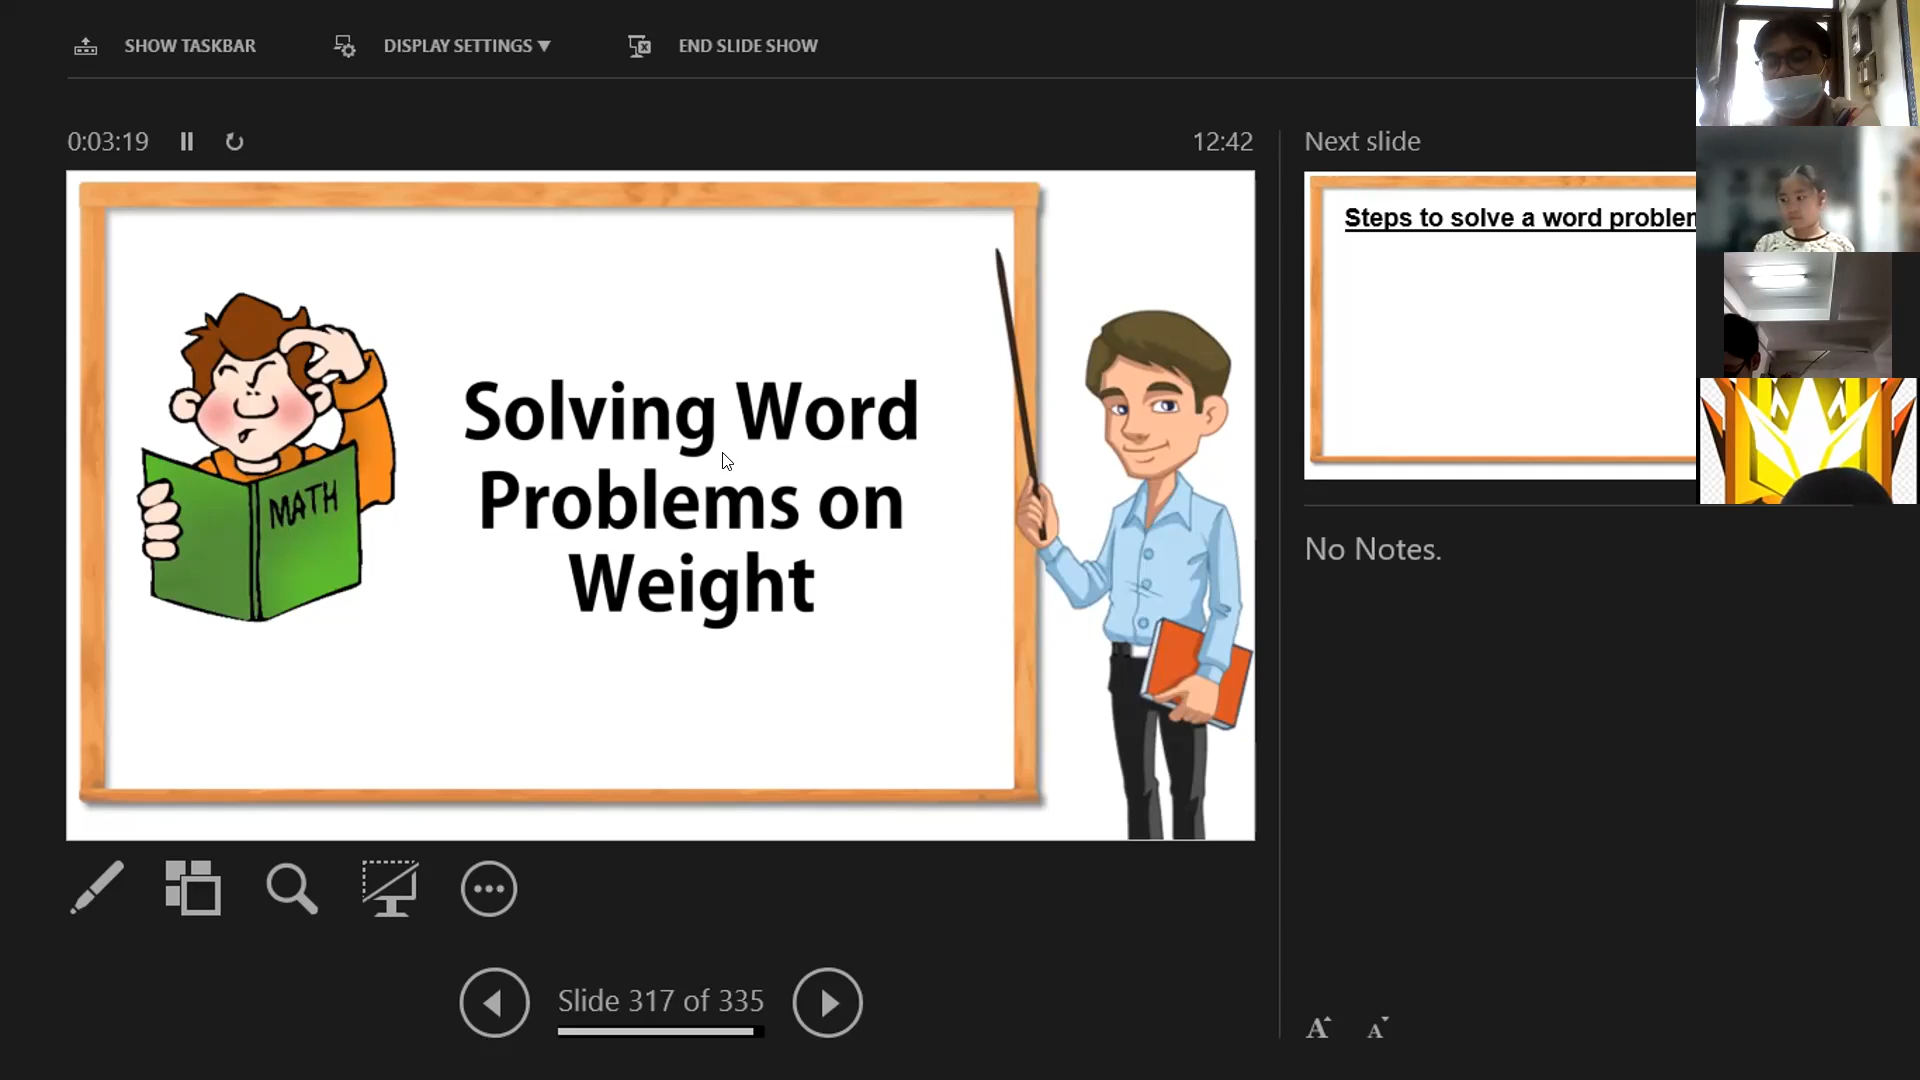 SHOW TASKBAR
DISPLAY SETTINGS ▼
END SLIDE SHOW
0:03:19
12:42
Next slide
Solving Word
Problems on
Weight
MATH
Steps to solve a word problem
No Notes.
Slide 317 of 335
A
A